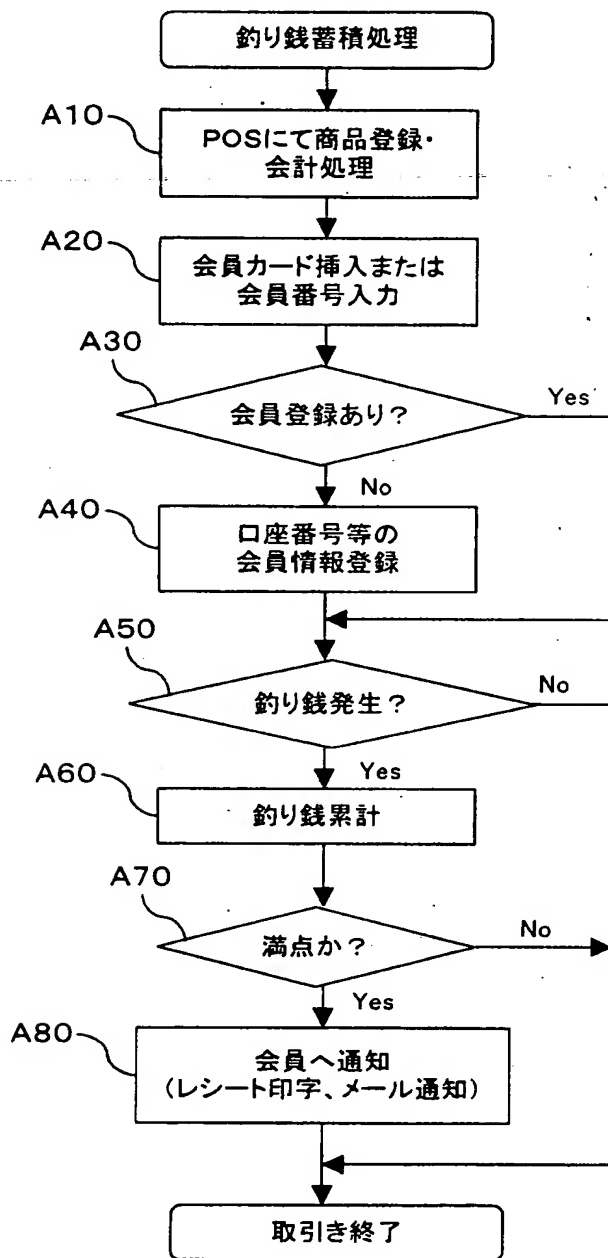 釣り銭蓄積処理
A10
POSにて商品登録・
会計処理
A20
会員カード挿入または
会員番号入力
A30
会員登録あり？
Yes
No
A40
口座番号等の
会員情報登録
A50
釣り銭発生？
No
Yes
A60
釣り銭累計
A70
満点か？
No
Yes
A80
会員へ通知
（レシート印字、メール通知）
取引き終了